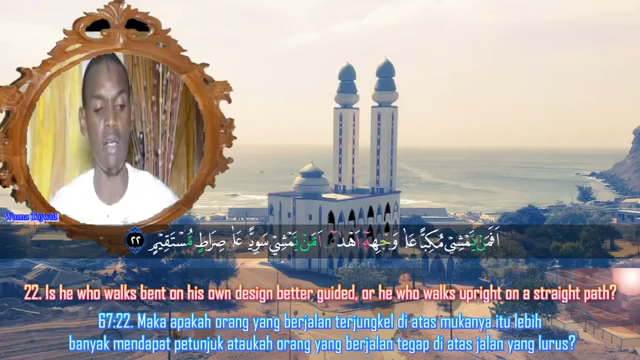 اَفَمَنْ يَّمْشِيْ مُكِبًّا عَلٰى وَجْهِهٖٓ اَهْدٰىٓ اَمَّنْ يَّمْشِيْ سَوِيًّا عَلٰى صِرَاطٍ مُّسْتَقِيْمٍ ٢٢
22. Is he who walks bent on his own design better guided, or he who walks upright on a straight path?
67:22. Maka apakah orang yang berjalan terjungkel di atas mukanya itu lebih
banyak mendapat petunjuk ataukah orang yang berjalan tegap di atas jalan yang lurus?